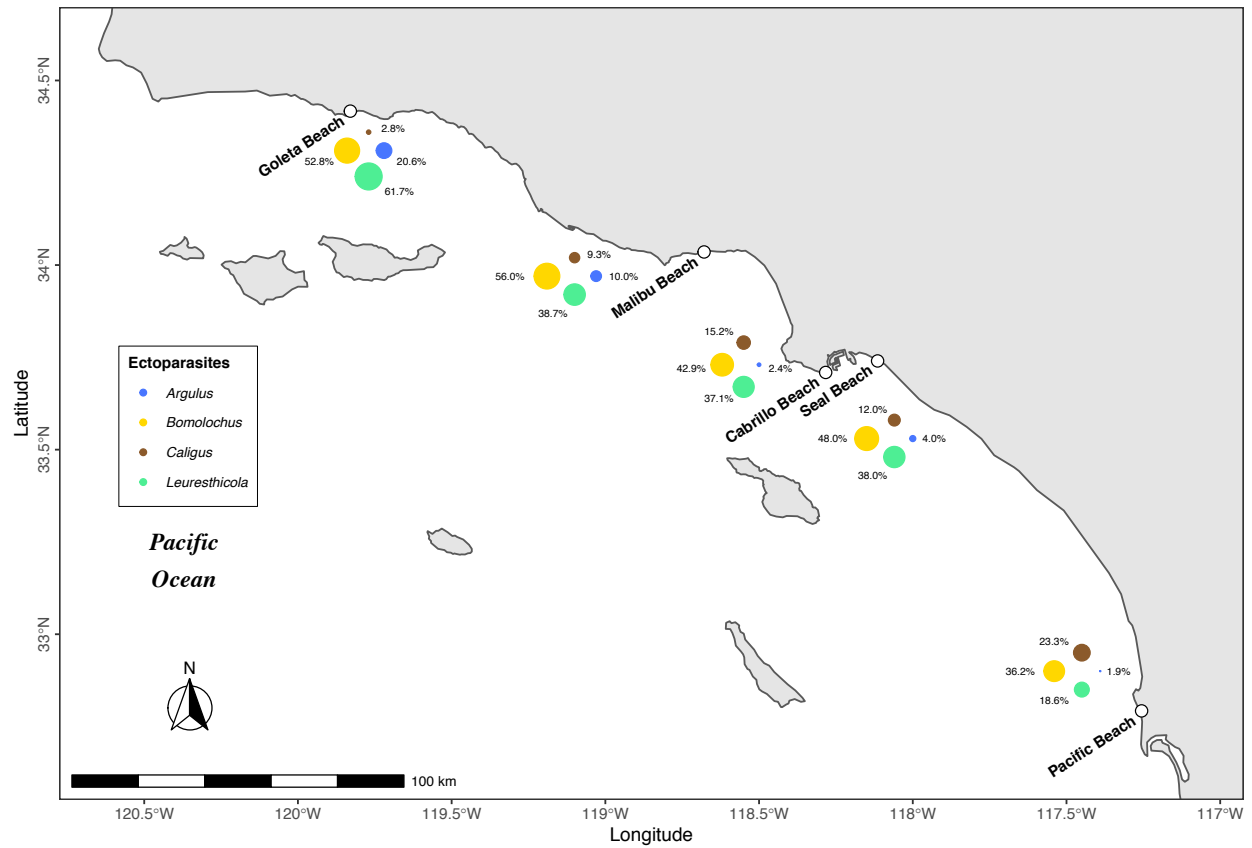 Goleta Beach
2.8%
52.8%
20.6%
61.7%
9.3%
56.0%
10.0%
38.7%
Malibu Beach
15.2%
42.9%
2.4%
37.1%
Cabrillo Beach
Seal Beach
12.0%
48.0%
4.0%
38.0%
23.3%
36.2%
1.9%
18.6%
Pacific Beach
Ectoparasites
Argulus
Bomolochus
Caligus
Leuresthicola
Pacific
Ocean
N
100 km
Latitude
34.5°N
34°N
33.5°N
33°N
120.5°W
120°W
119.5°W
119°W
118.5°W
118°W
117.5°W
117°W
Longitude